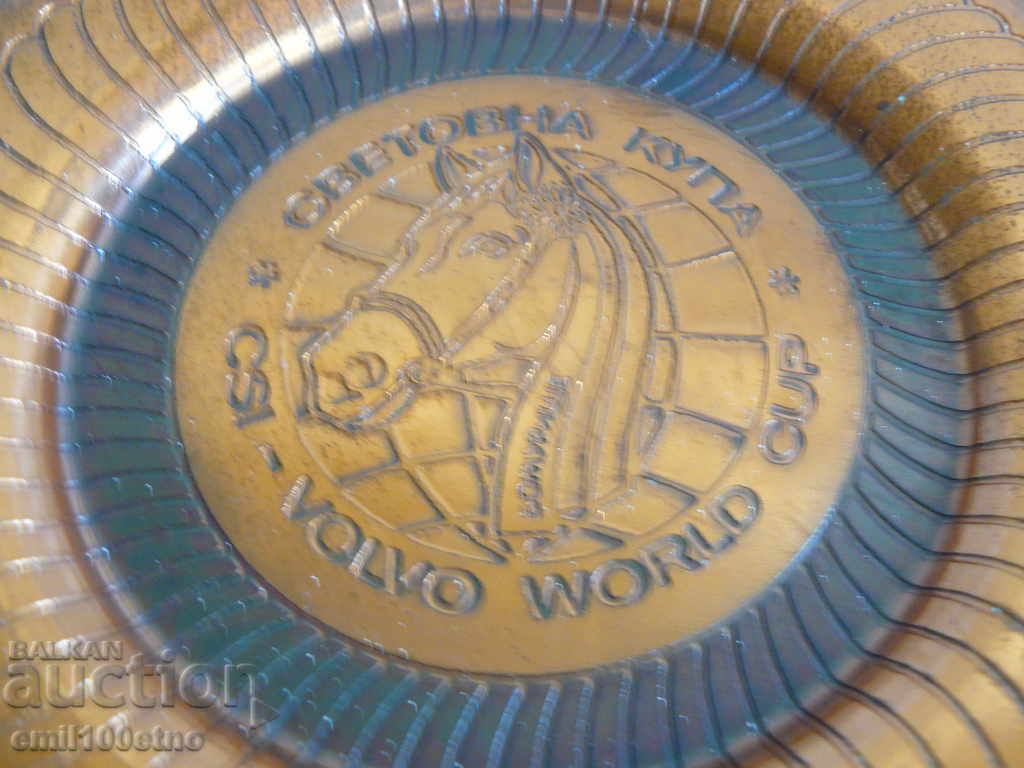 СВЕТОВНА КУПА
* *
CSI - VOLVO WORLD CUP
BALKAN
auction
emil100etno